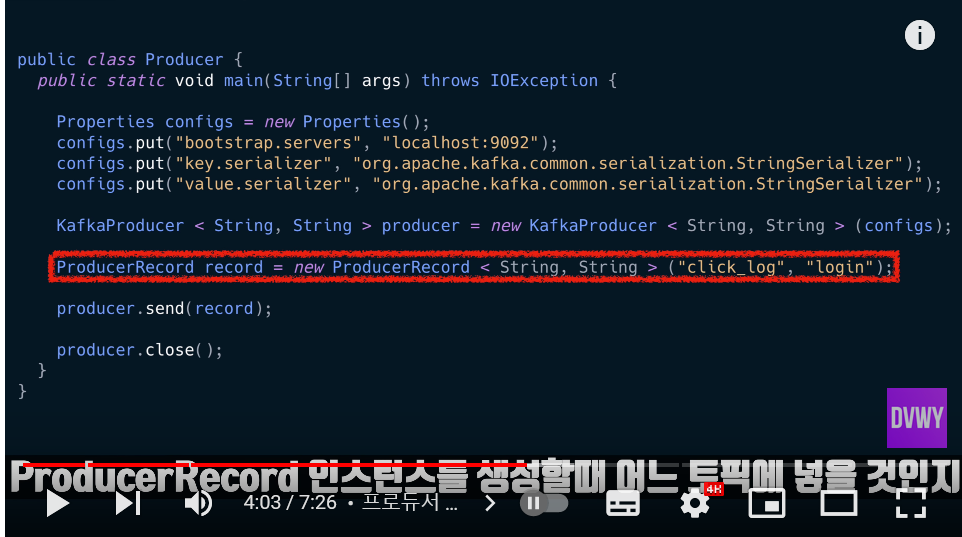 public class Producer {
public static void main(String[] args) throws IOException {
Properties configs = new Properties();
configs.put("bootstrap.servers", "localhost:9092");
configs.put("key.serializer", "org.apache.kafka.common.serialization.StringSerializer");
configs.put("value.serializer", "org.apache.kafka.common.serialization.StringSerializer");
KafkaProducer < String, String > producer = new KafkaProducer < String, String > (configs);
ProducerRecord record = new ProducerRecord < String, String > ("click_log", "login");
producer.send(record);
producer.close();
}
}
DVWY
ProducerRecord 인스턴스를 생성할때 어느 토픽에 넣을 것인지
4:03 / 7:26 • 프로듀서 ...
4K